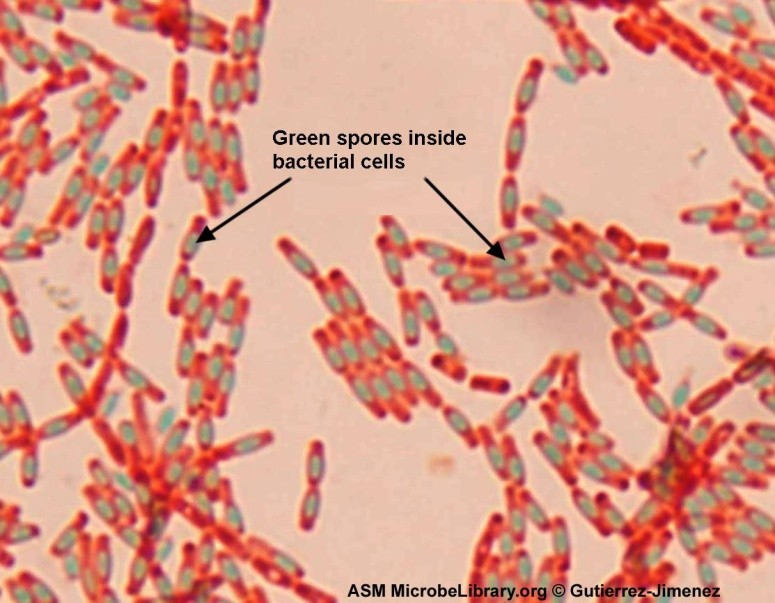 Green spores inside
bacterial cells
ASM MicrobeLibrary.org © Gutierrez-Jimenez